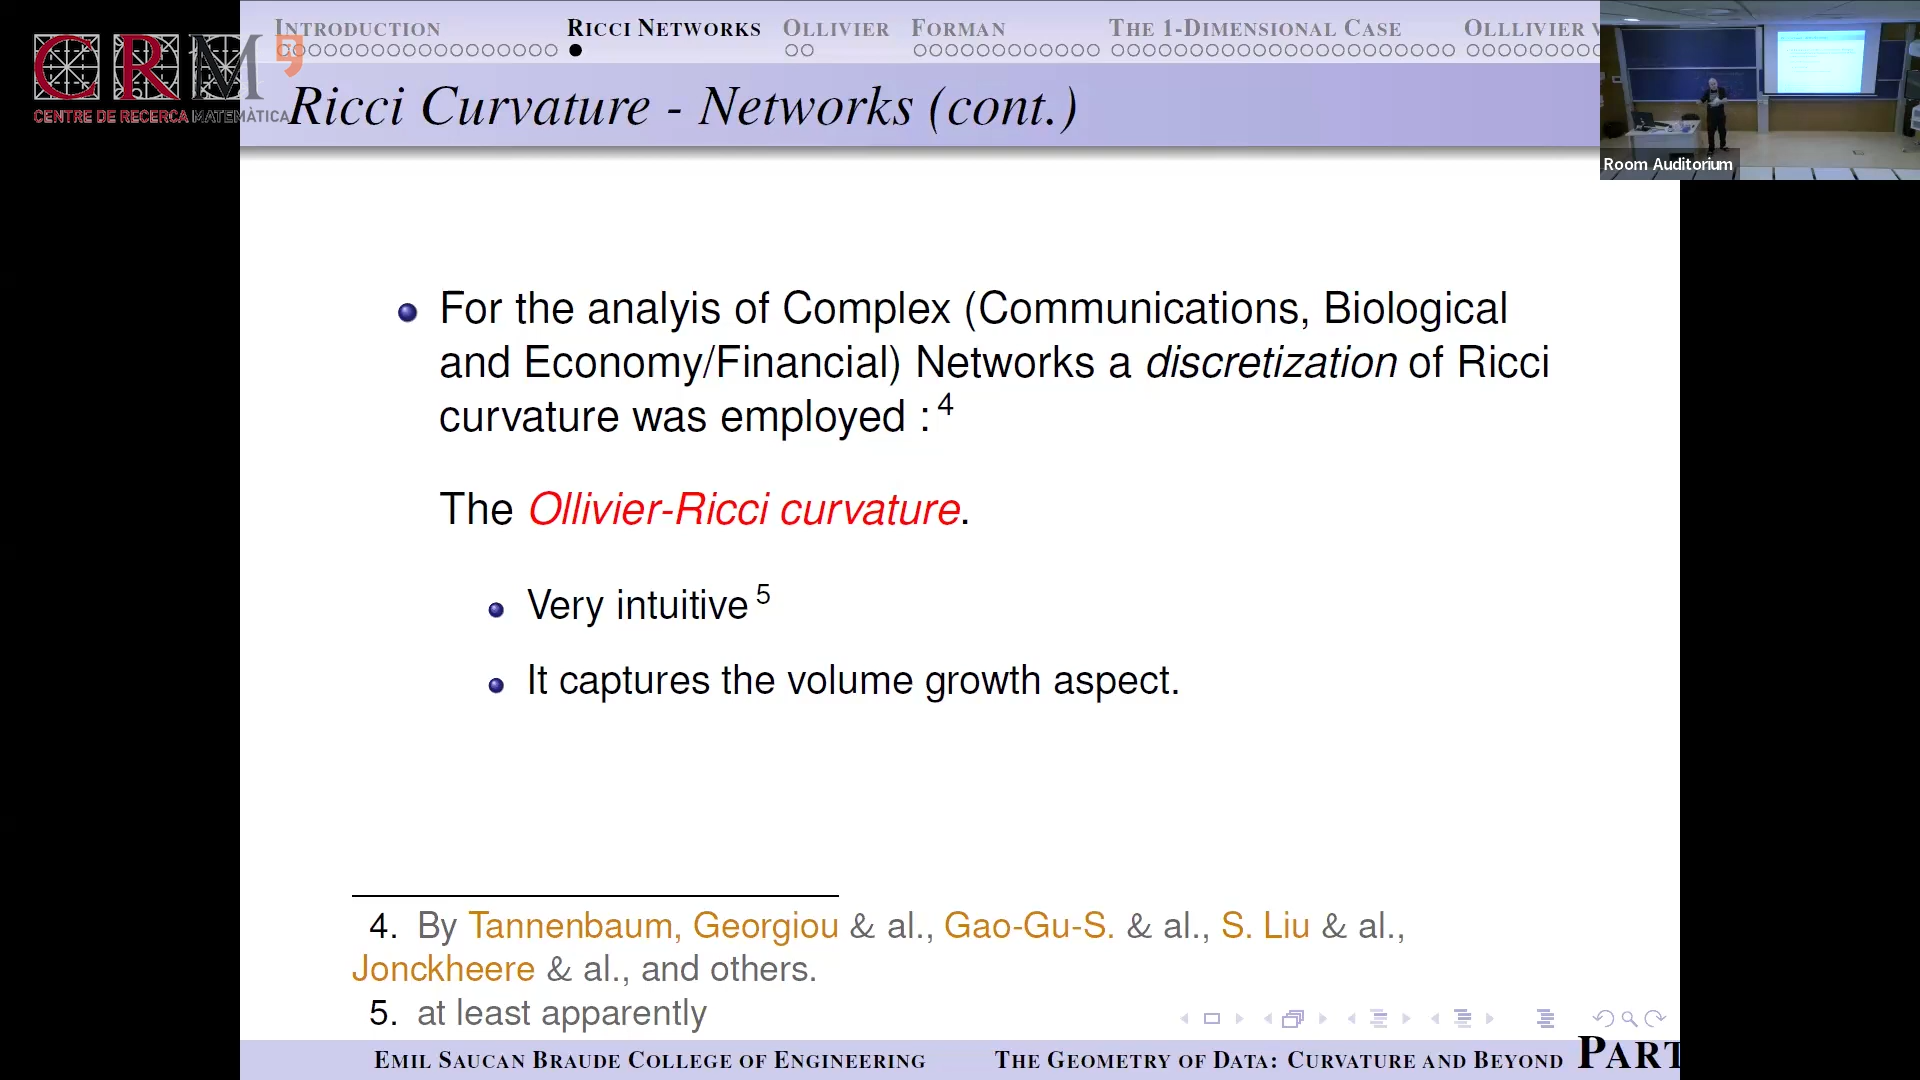 INTRODUCTION RICCI NETWORKS OLLIVIER FORMAN THE 1-DIMENSIONAL CASE OLLLIVIER V
CRM
CENTRE DE RECERCA MATEMÀTICA
Ricci Curvature - Networks (cont.)
Room Auditorium
For the analyis of Complex (Communications, Biological
and Economy/Financial) Networks a discretization of Ricci
curvature was employed : 4
The Ollivier-Ricci curvature.
Very intuitive 5
It captures the volume growth aspect.
4. By Tannenbaum, Georgiou & al., Gao-Gu-S. & al., S. Liu & al.,
Jonckheere & al., and others.
5. at least apparently
EMIL SAUCAN BRAUDE COLLEGE OF ENGINEERING THE GEOMETRY OF DATA: CURVATURE AND BEYOND PART